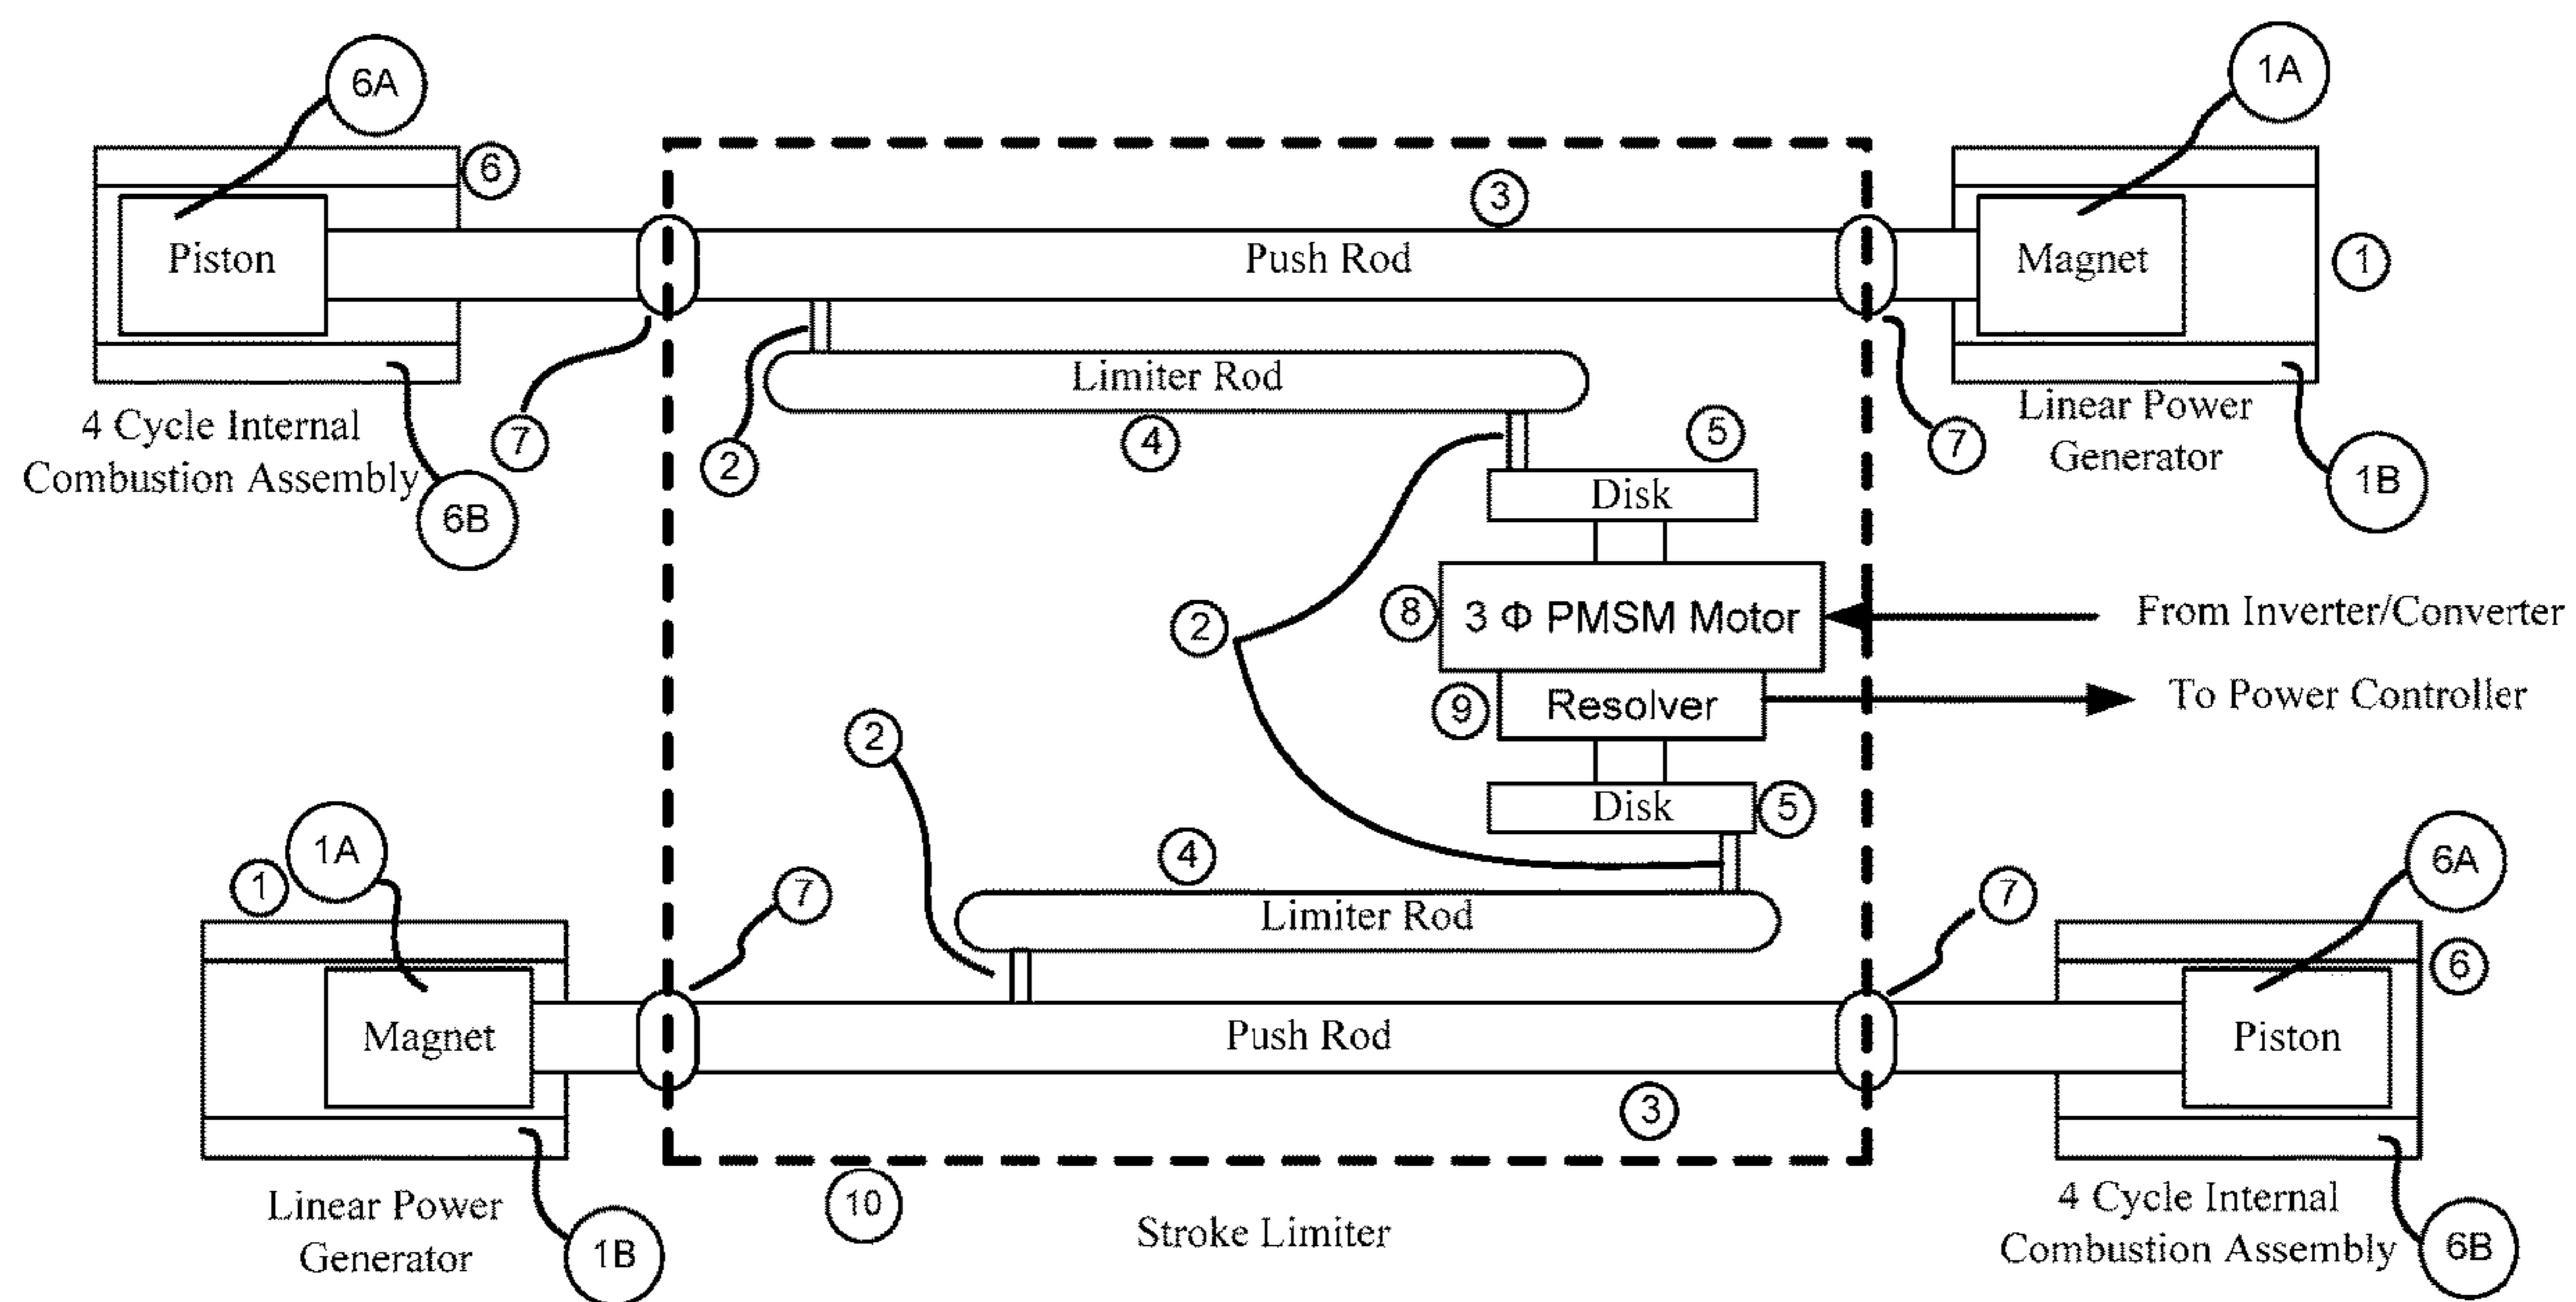 6A
1A
6
3
Piston
Push Rod
Magnet
1
Limiter Rod
4 Cycle Internal
Combustion Assembly
7
2
4
5
7
Linear Power
Generator
6B
1B
Disk
2
8
3 Φ PMSM Motor
From Inverter/Converter
9
Resolver
To Power Controller
2
Disk
5
1
1A
7
4
7
6A
Limiter Rod
6
Magnet
Push Rod
Piston
3
10
Stroke Limiter
Linear Power
Generator
1B
4 Cycle Internal
Combustion Assembly
6B